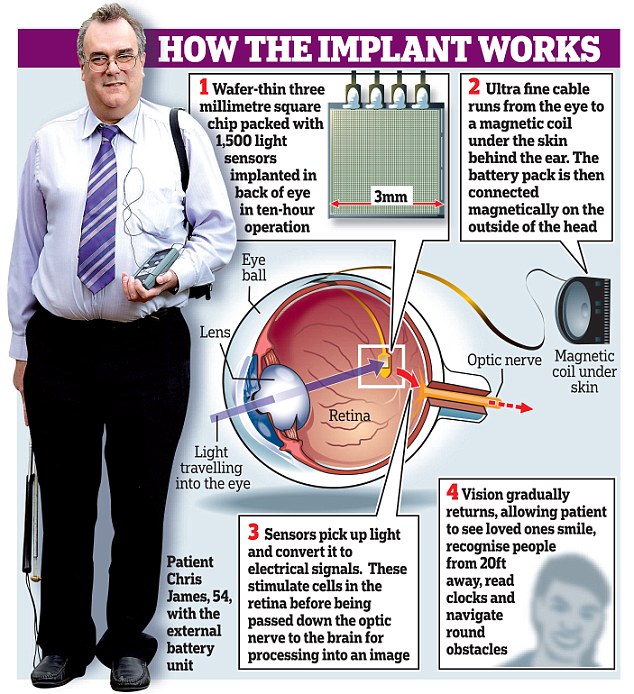 HOW THE IMPLANT WORKS
1 Wafer-thin three
millimetre square
chip packed with
1,500 light
sensors
implanted in
back of eye
in ten-hour
operation
3mm
2 Ultra fine cable
runs from the eye to
a magnetic coil
under the skin
behind the ear. The
battery pack is then
connected
magnetically on the
outside of the head
Eye
ball
Lens
Retina
Optic nerve
Magnetic
coil under
skin
Light
travelling
into the eye
Patient
Chris
James, 54,
with the
external
battery
unit
3 Sensors pick up light
and convert it to
electrical signals. These
stimulate cells in the
retina before being
passed down the optic
nerve to the brain for
processing into an image
4 Vision gradually
returns, allowing patient
to see loved ones smile,
recognise people
from 20ft
away, read
clocks and
navigate
round
obstacles